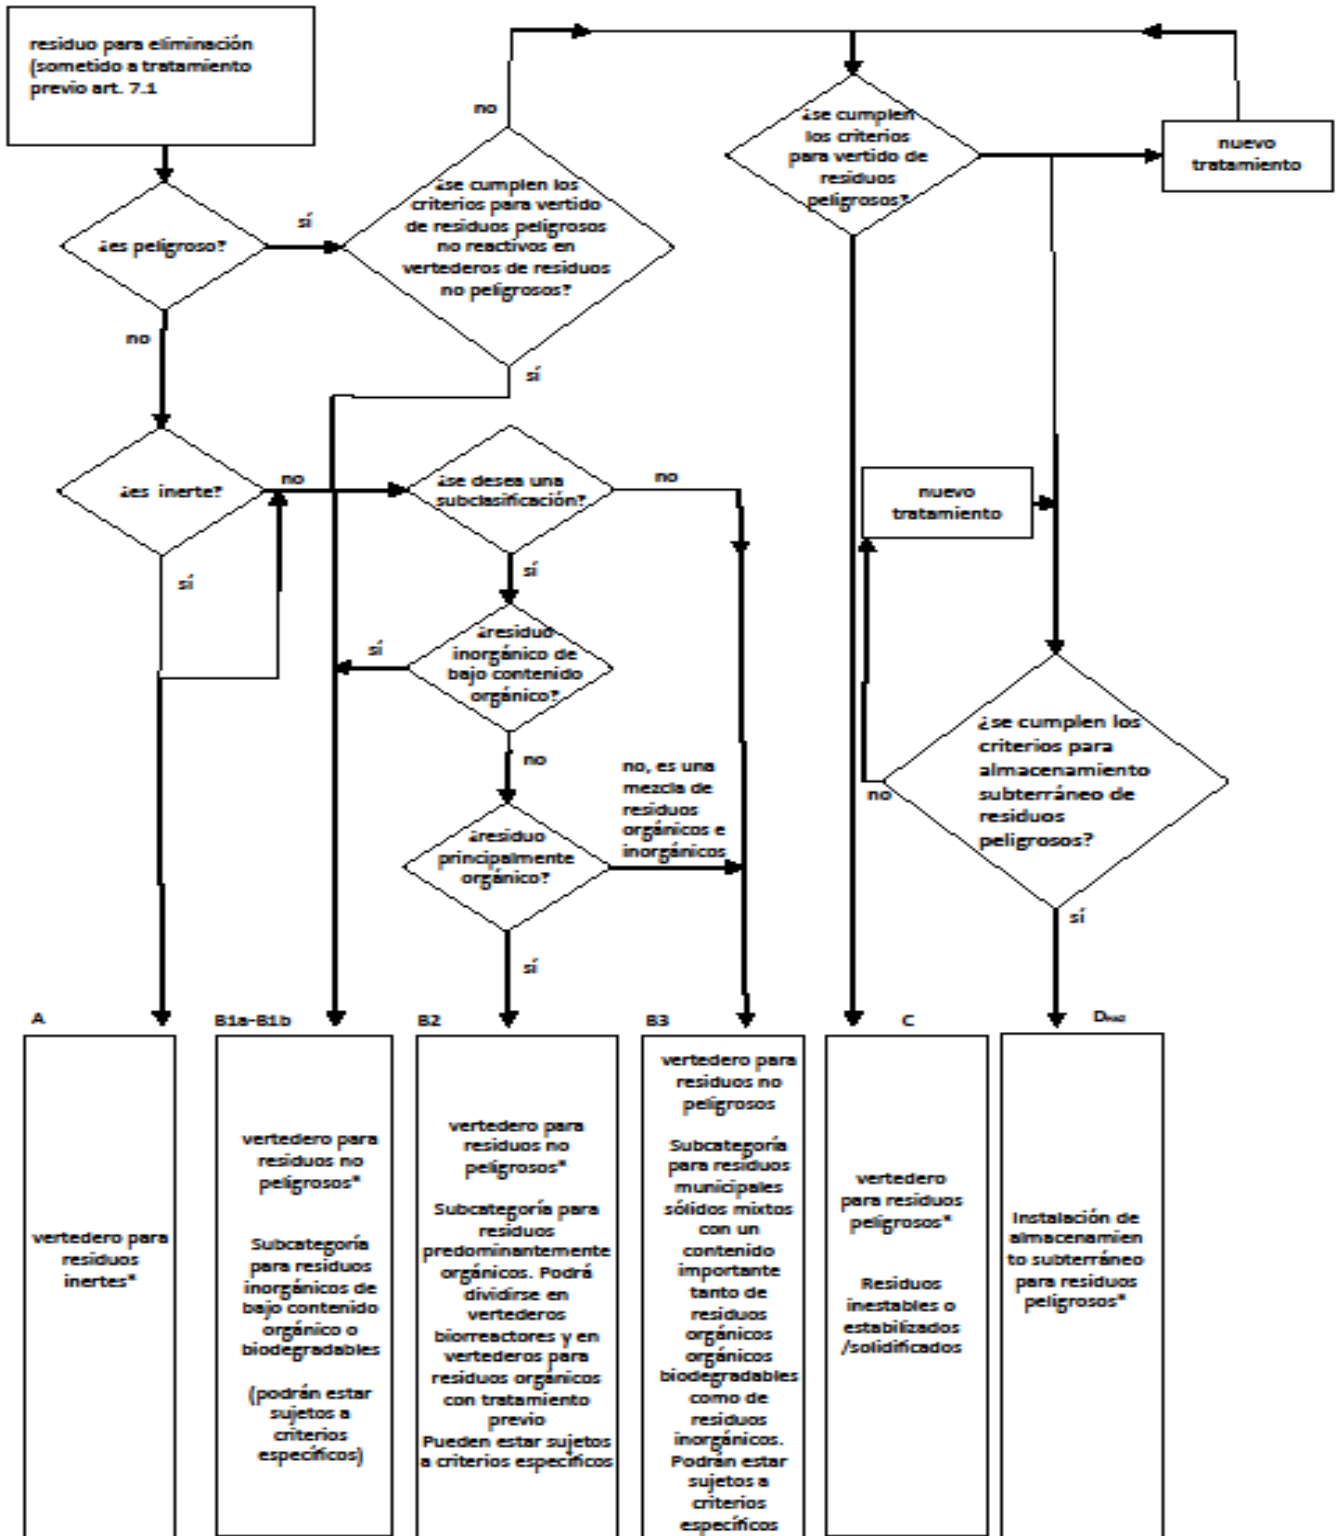 residuo para eliminación
(sometido a tratamiento
previo art. 7.1
no
¿se cumplen
los criterios
para vertido de
residuos
peligrosos?
nuevo
tratamiento
¿es peligroso?
sí
¿se cumplen los
criterios para vertido
de residuos peligrosos
no reactivos en
vertederos de residuos
no peligrosos?
no
sí
¿es inerte?
no
¿se desea una
subclasificación?
no
nuevo
tratamiento
sí
sí
¿residuo
inorgánico de
bajo contenido
orgánico?
sí
no
no, es una
mezcla de
residuos
orgánicos e
inorgánicos
¿se cumplen los
criterios para
almacenamiento
subterráneo de
residuos
peligrosos?
no
¿residuo
principalmente
orgánico?
sí
sí
A
B1a-B1b
B2
B3
C
vertedero para
residuos
inertes*
vertedero para
residuos no
peligrosos*
Subcategoría
para residuos
inorgánicos de
bajo contenido
orgánico o
biodegradables
(podrán estar
sujetos a
criterios
específicos)
vertedero para
residuos no
peligrosos*
Subcategoría para
residuos
predominantemente
orgánicos. Podrá
dividirse en
vertederos
biorreactores y en
vertederos para
residuos orgánicos
con tratamiento
previo
Pueden estar sujetos
a criterios específicos
vertedero para
residuos no
peligrosos
Subcategoría
para residuos
municipales
sólidos mixtos
con un
contenido
importante
tanto de
residuos
orgánicos
orgánicos
biodegradables
como de
residuos
inorgánicos.
Podrán estar
sujetos a
criterios
específicos
vertedero
para residuos
peligrosos*
Residuos
inestables o
estabilizados
/solidificados
D
Instalación de
almacenamien
to subterráneo
para residuos
peligrosos*